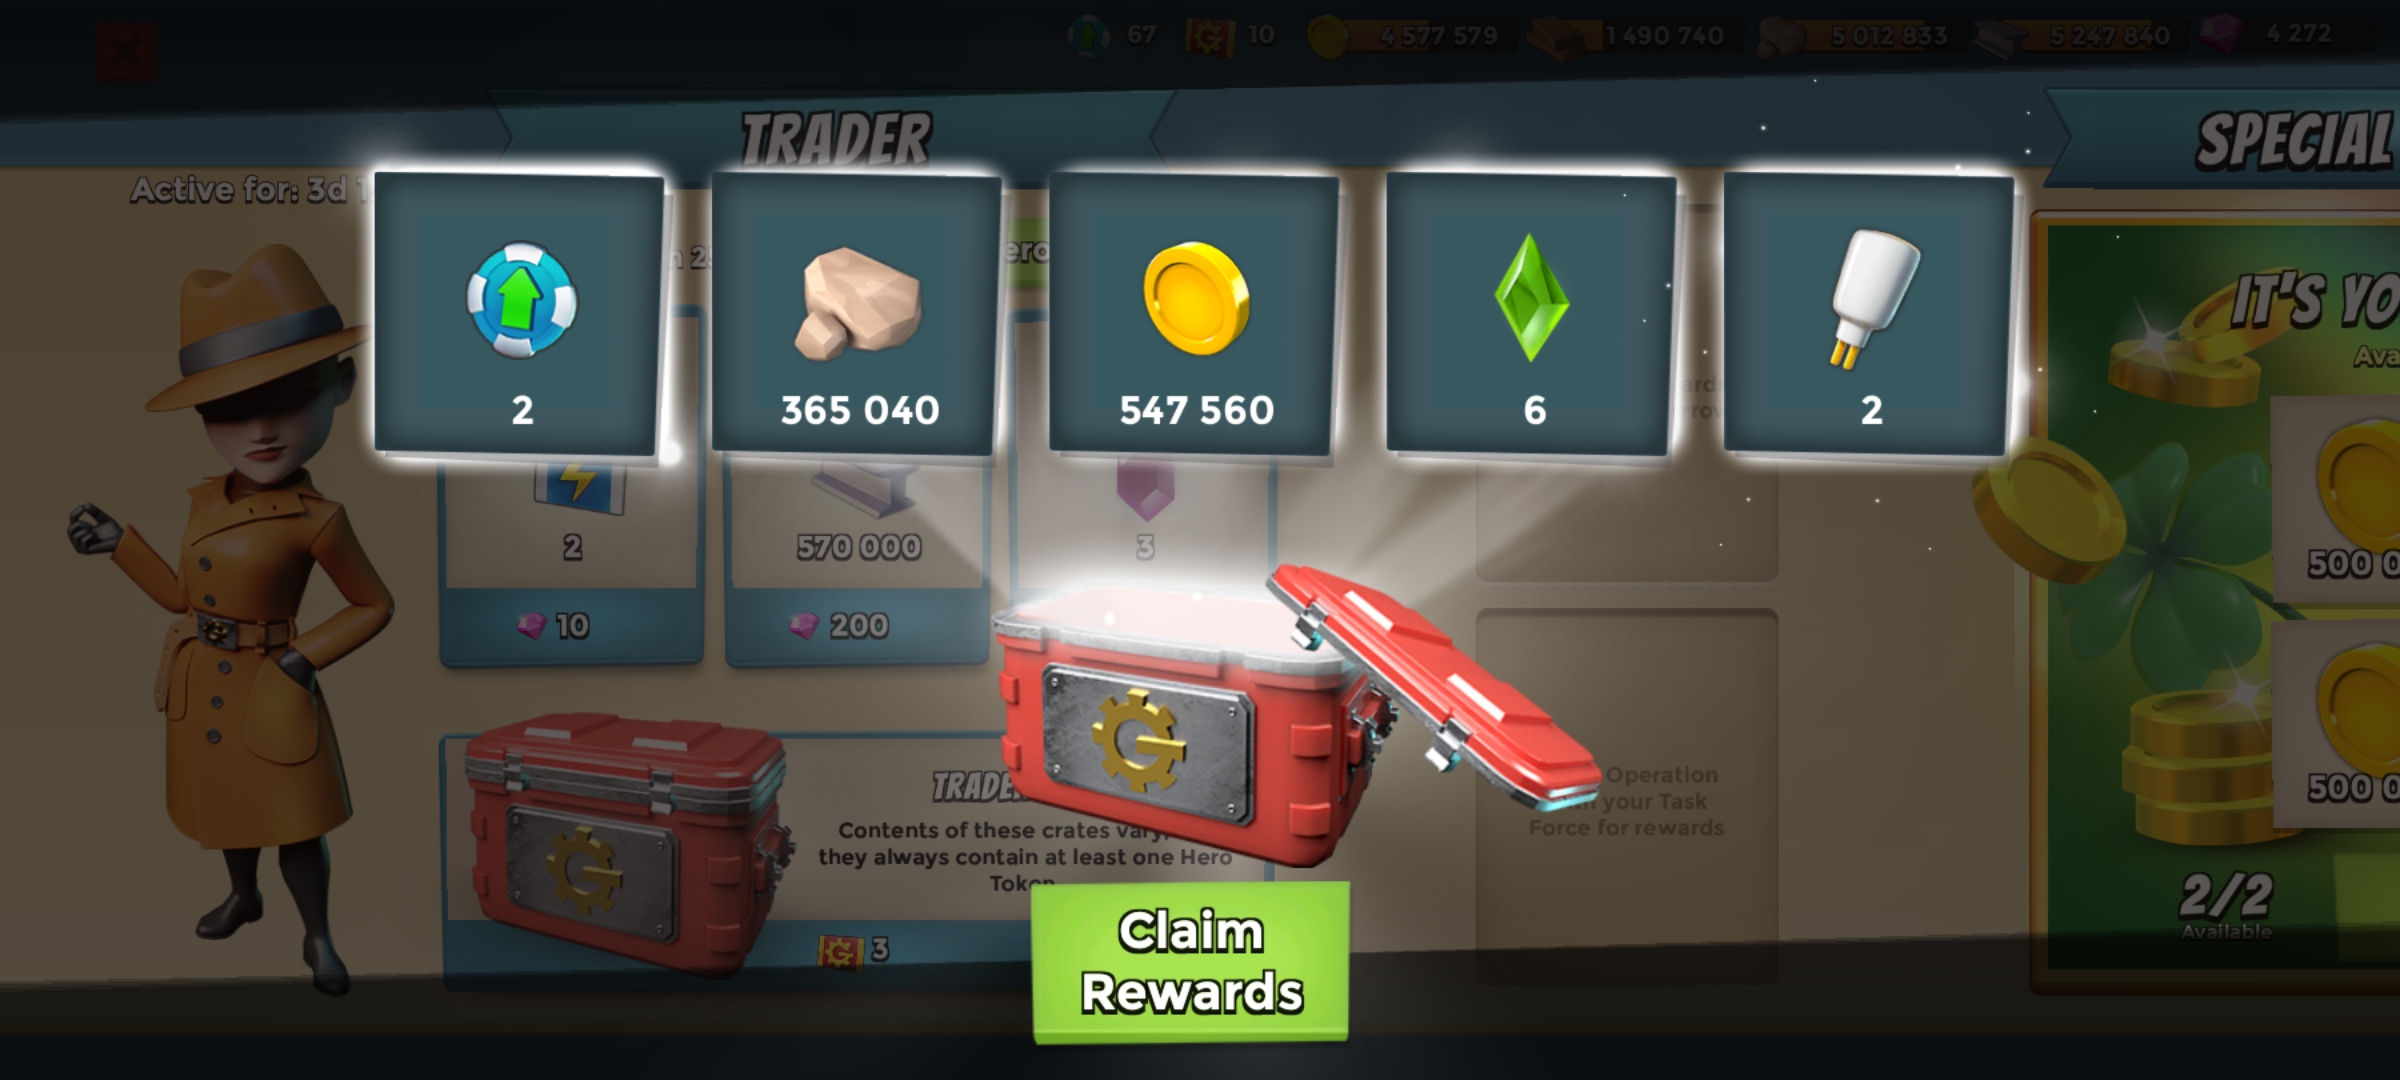 67 10 4 577 579 1 490 740 5 012 833 5 247 840 4 272
TRADER
SPECIAL
Active for: 3d
IT'S YO
2
365 040
547 560
6
2
2
570 000
3
500 0
10
200
500 0
Operation
your Task
Force for rewards
Contents of these crates vary,
they always contain at least one Hero
Token
3
2/2
Available
Claim
Rewards